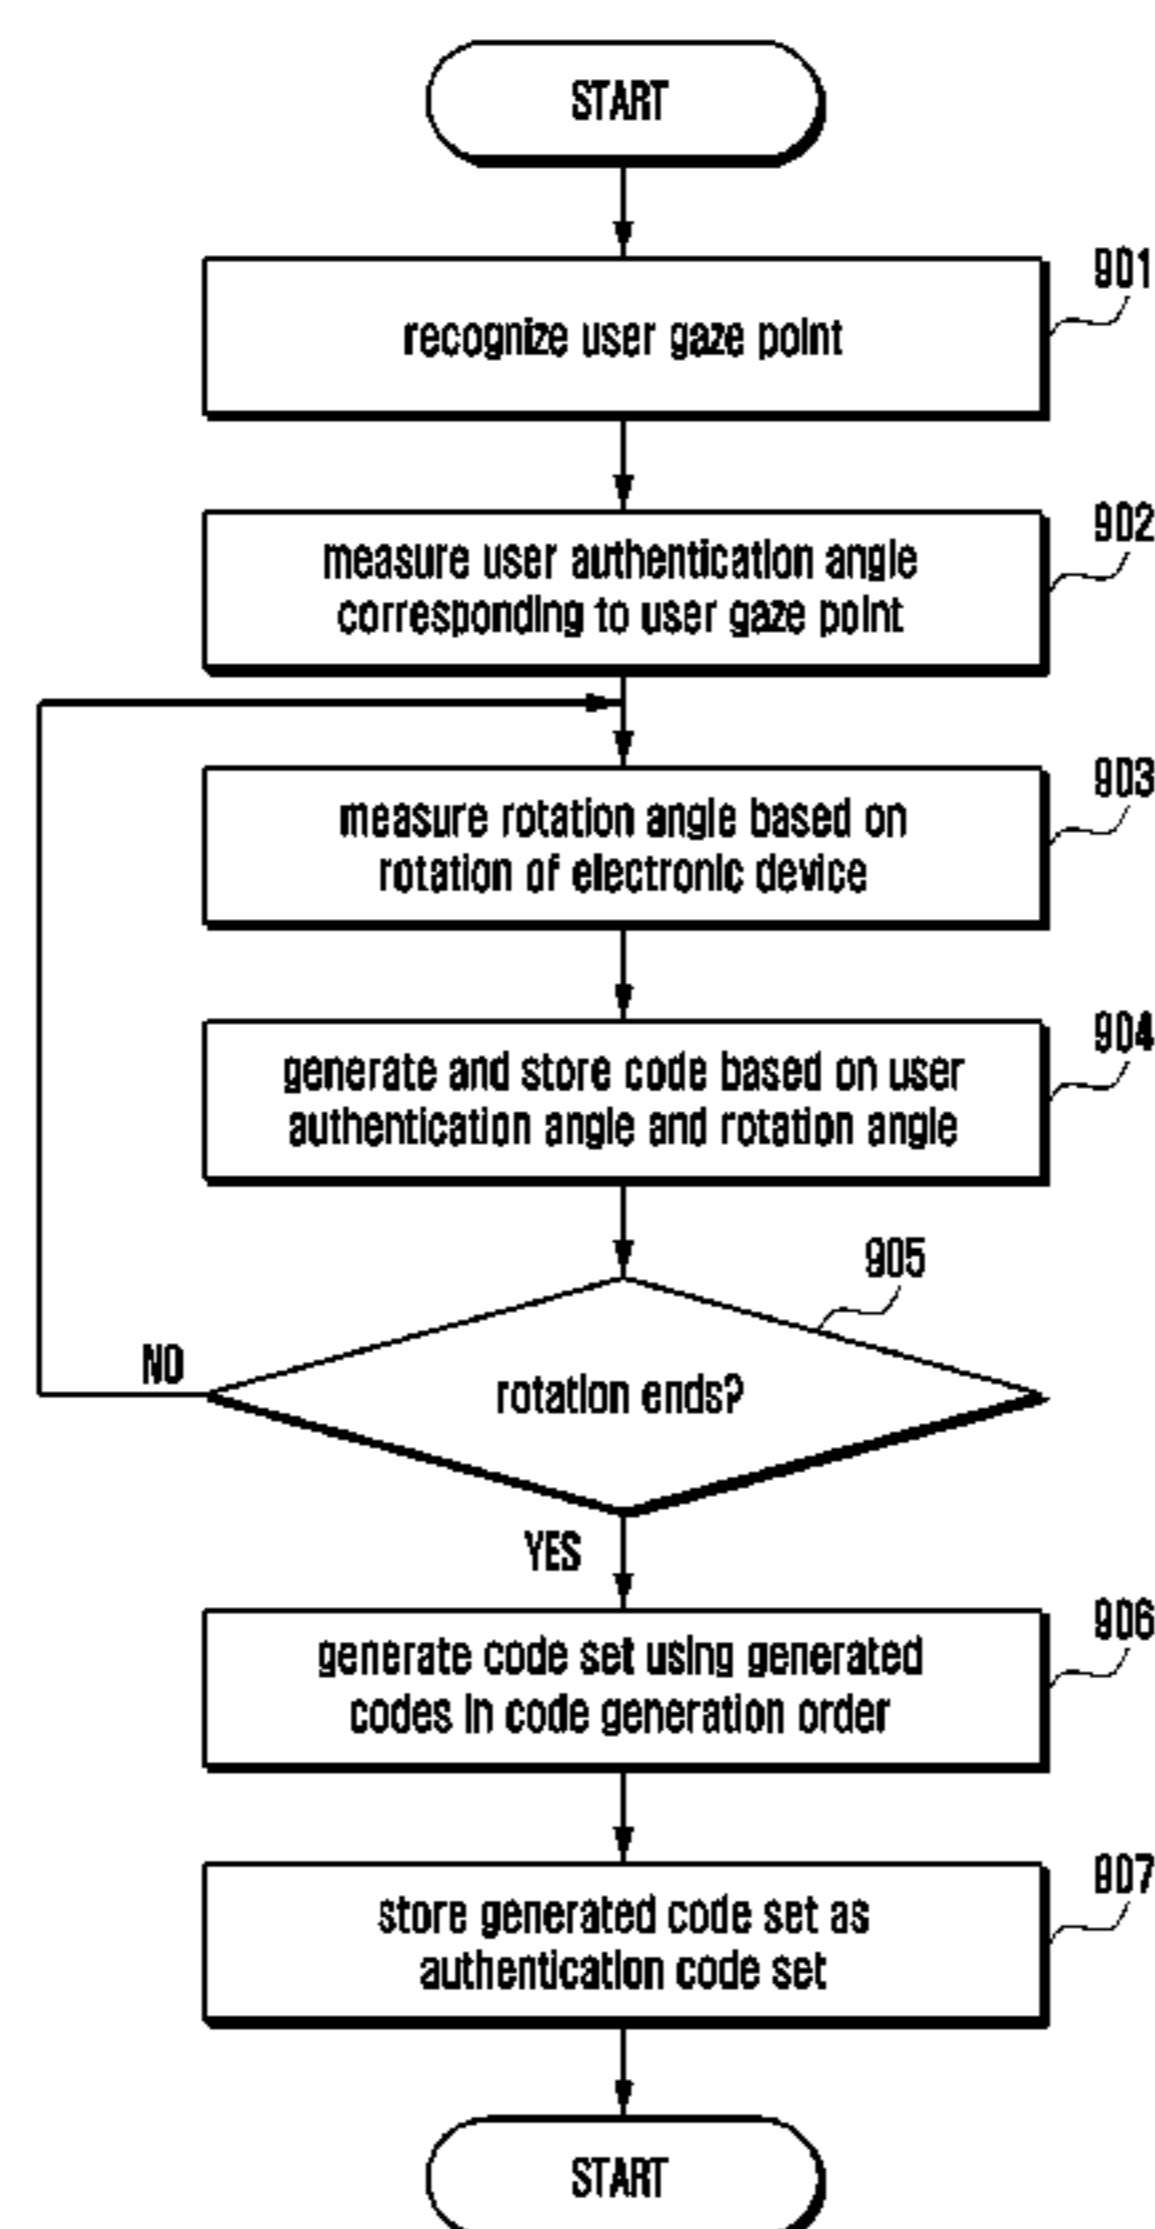 START
901
recognize user gaze point
902
measure user authentication angle
corresponding to user gaze point
903
measure rotation angle based on
rotation of electronic device
904
generate and store code based on user
authentication angle and rotation angle
905
NO
rotation ends?
YES
906
generate code set using generated
codes in code generation order
907
store generated code set as
authentication code set
START